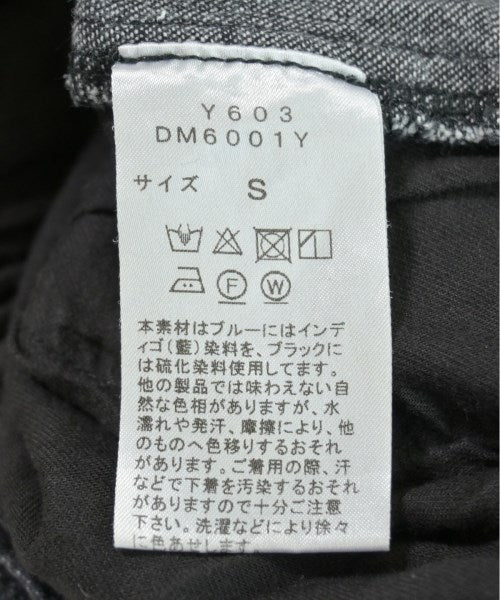 Y603
DM6001Y
サイズ S
F W
本素材はブルーにはインデ
ィゴ(藍)染料を、ブラックに
は硫化染料使用してます。
他の製品では味わえない自
然な色相がありますが、水
濡れや発汗、摩擦により、他
のものへ色移りするおそれ
があります。ご着用の際、汗
などで下着を汚染するおそれ
がありますので十分ご注意
下さい。洗濯などにより徐々
に色あせします。